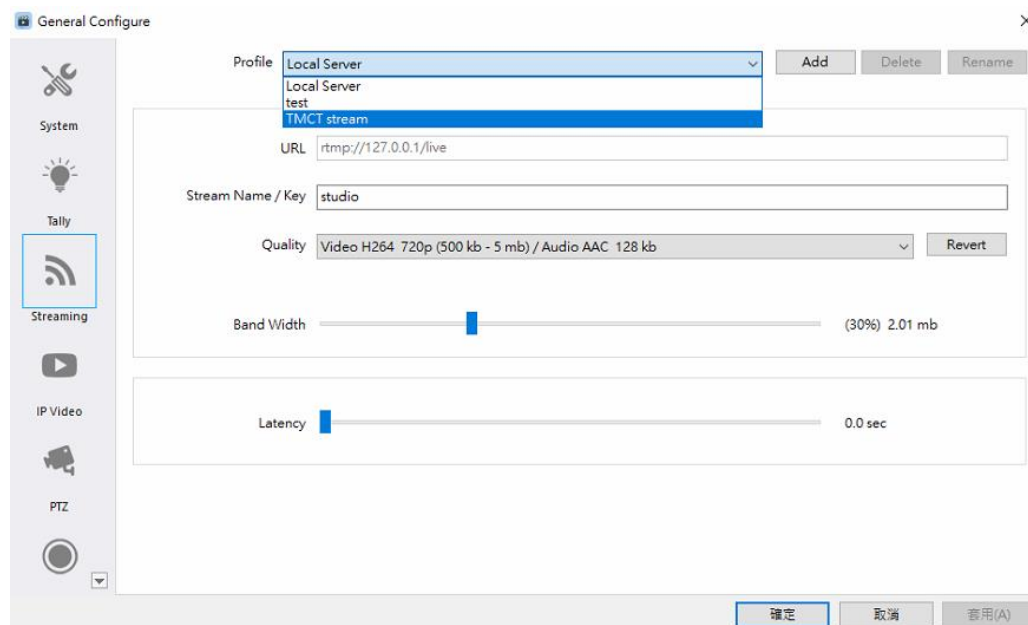 General Configure
Profile Local Server Add Delete Rename
Local Server
test
TMCT stream
System
URL rtmp://127.0.0.1/live
Stream Name / Key studio
Tally
Quality Video H264 720p (500 kb - 5 mb) / Audio AAC 128 kb Revert
Streaming
Band Width (30%) 2.01 mb
IP Video
Latency 0.0 sec
PTZ
確定 取消 套用(A)